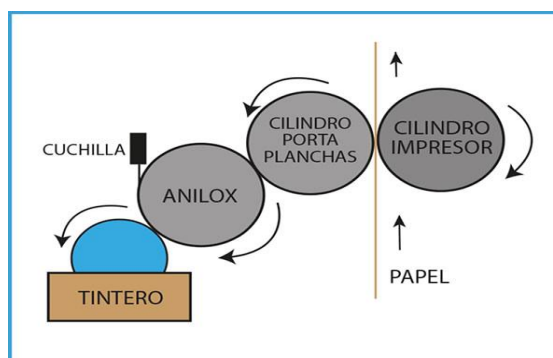 CILINDRO
PORTA
PLANCHAS
CILINDRO
IMPRESOR
CUCHILLA
ANILOX
PAPEL
TINTERO